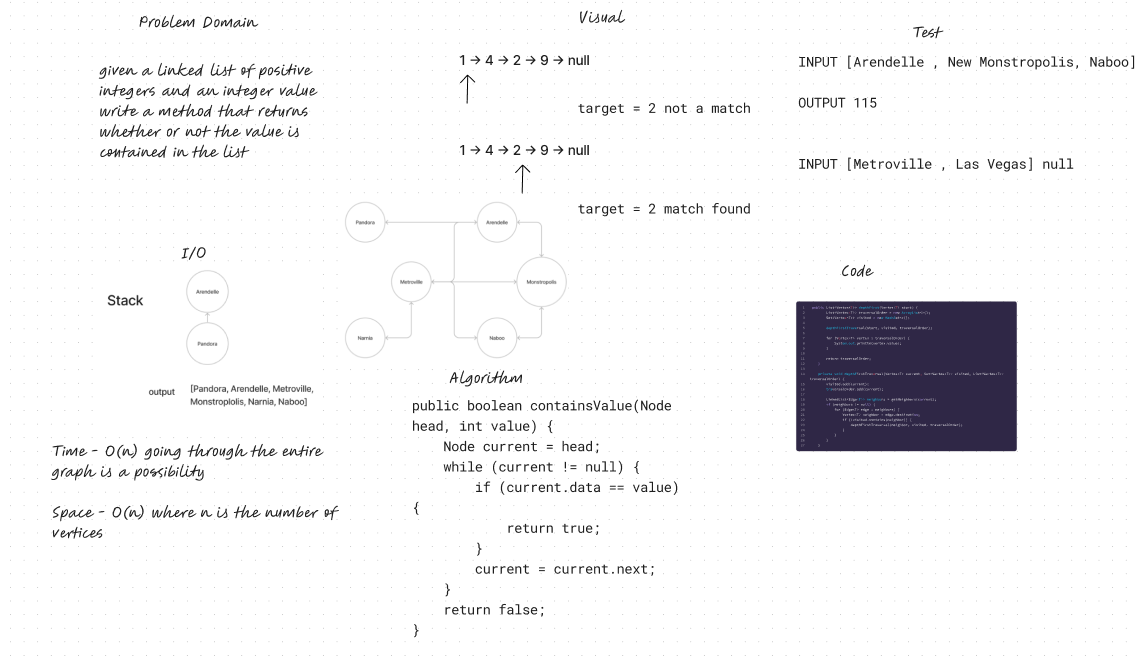 Problem Domain
given a linked list of positive
integers and an integer value
write a method that returns
whether or not the value is
contained in the list
Visual
1 → 4 → 2 → 9 → null
target = 2 not a match
1 → 4 → 2 → 9 → null
target = 2 match found
Pandora
Arendelle
Metroville
Monstropolis
Narnia
Naboo
Test
INPUT [Arendelle , New Monstropolis, Naboo]
OUTPUT 115
INPUT [Metroville , Las Vegas] null
I/O
Stack
Arendelle
Pandora
output
[Pandora, Arendelle, Metroville,
Monstroplolis, Narnia, Naboo]
Time - O(n) going through the entire
graph is a possibility
Space - O(n) where n is the number of
vertices
Algorithm
public boolean containsValue(Node
head, int value) {
Node current = head;
while (current != null) {
if (current.data == value)
{
return true;
}
current = current.next;
}
return false;
}
Code